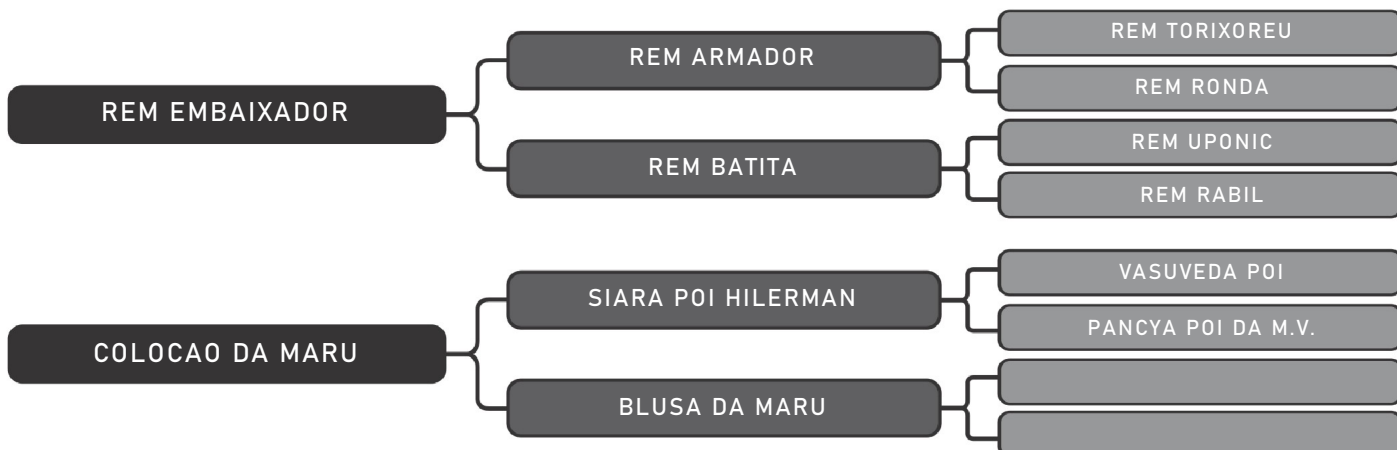 REM EMBAIXADOR
REM ARMADOR
REM TORIXOREU
REM RONDA
REM BATITA
REM UPONIC
REM RABIL
COLOCAO DA MARU
SIARA POI HILERMAN
VASUVEDA POI
PANCYA POI DA M.V.
BLUSA DA MARU